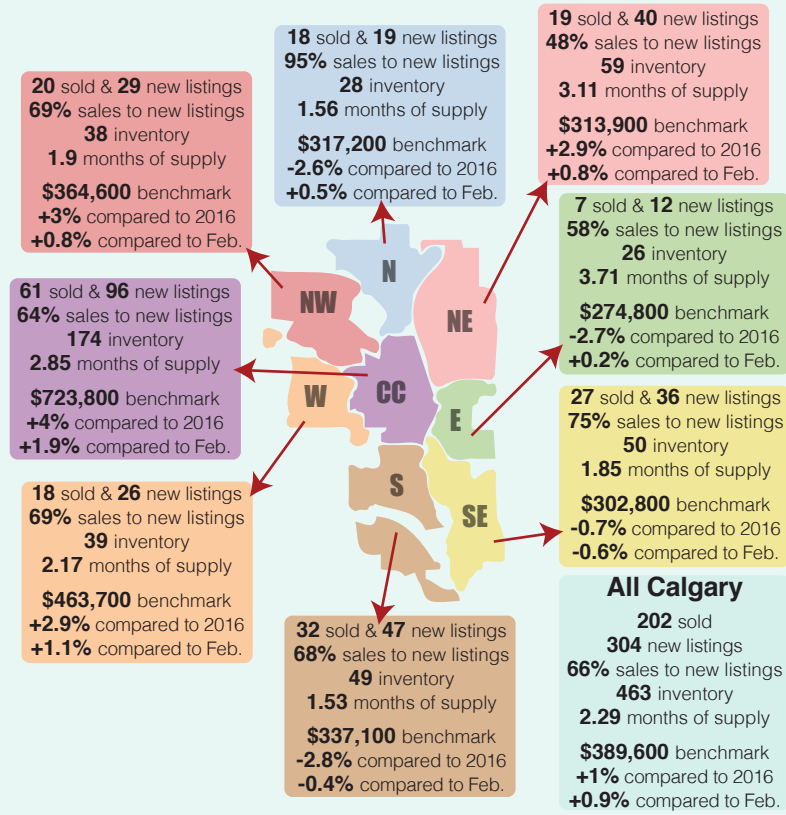 18 sold & 19 new listings
95% sales to new listings
28 inventory
1.56 months of supply
$317,200 benchmark
-2.6% compared to 2016
+0.5% compared to Feb.
19 sold & 40 new listings
48% sales to new listings
59 inventory
3.11 months of supply
$313,900 benchmark
+2.9% compared to 2016
+0.8% compared to Feb.
20 sold & 29 new listings
69% sales to new listings
38 inventory
1.9 months of supply
$364,600 benchmark
+3% compared to 2016
+0.8% compared to Feb.
7 sold & 12 new listings
58% sales to new listings
26 inventory
3.71 months of supply
$274,800 benchmark
-2.7% compared to 2016
+0.2% compared to Feb.
61 sold & 96 new listings
64% sales to new listings
174 inventory
2.85 months of supply
$723,800 benchmark
+4% compared to 2016
+1.9% compared to Feb.
N
NW
NE
W
CC
E
S
SE
27 sold & 36 new listings
75% sales to new listings
50 inventory
1.85 months of supply
$302,800 benchmark
-0.7% compared to 2016
-0.6% compared to Feb.
18 sold & 26 new listings
69% sales to new listings
39 inventory
2.17 months of supply
$463,700 benchmark
+2.9% compared to 2016
+1.1% compared to Feb.
32 sold & 47 new listings
68% sales to new listings
49 inventory
1.53 months of supply
$337,100 benchmark
-2.8% compared to 2016
-0.4% compared to Feb.
All Calgary
202 sold
304 new listings
66% sales to new listings
463 inventory
2.29 months of supply
$389,600 benchmark
+1% compared to 2016
+0.9% compared to Feb.